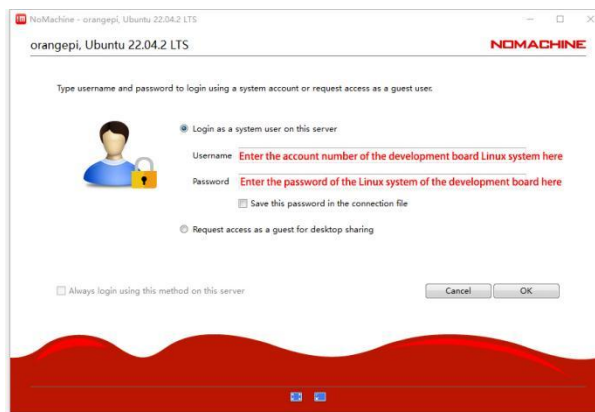 NoMachine - orangepi, Ubuntu 22.04.2 LTS
orangepi, Ubuntu 22.04.2 LTS
NOMACHINE
Type username and password to login using a system account or request access as a guest user.
Login as a system user on this server
Username Enter the account number of the development board Linux system here
Password Enter the password of the Linux system of the development board here
Save this password in the connection file
Request access as a guest for desktop sharing
Always login using this method on this server
Cancel OK